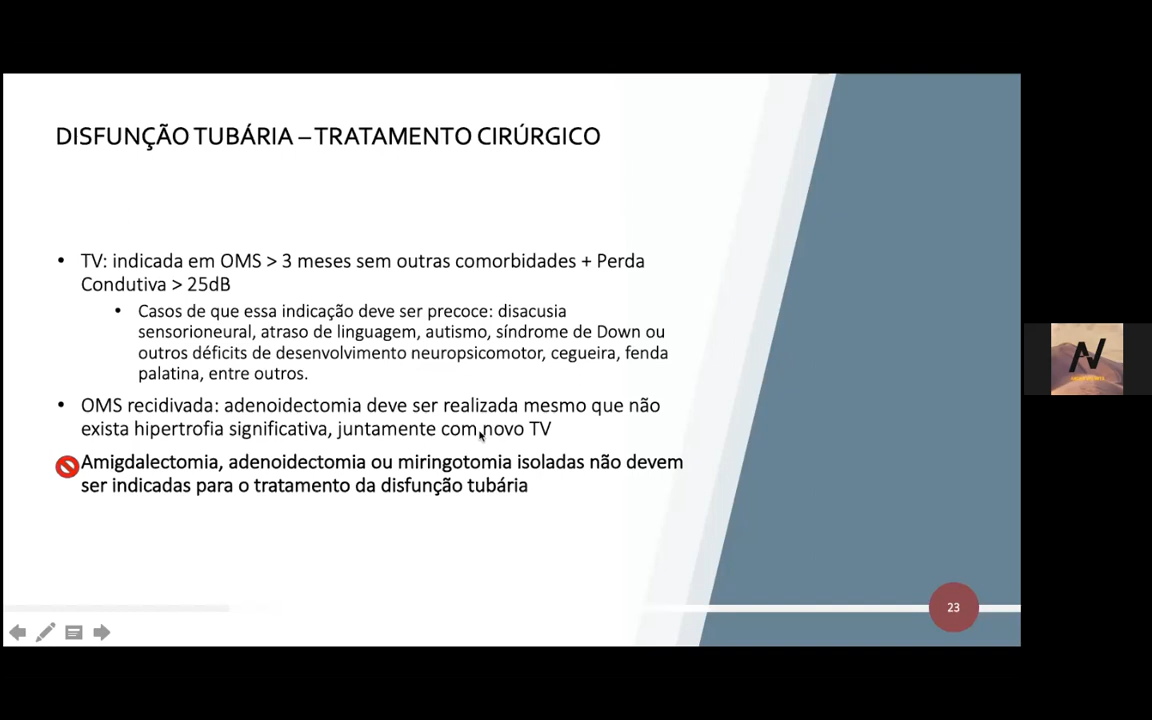 DISFUNÇÃO TUBÁRIA – TRATAMENTO CIRÚRGICO
• TV: indicada em OMS > 3 meses sem outras comorbidades + Perda
Condutiva > 25dB
• Casos de que essa indicação deve ser precoce: disacusia
sensorioneural, atraso de linguagem, autismo, síndrome de Down ou
outros déficits de desenvolvimento neuropsicomotor, cegueira, fenda
palatina, entre outros.
• OMS recidivada: adenoidectomia deve ser realizada mesmo que não
exista hipertrofia significativa, juntamente com novo TV
Amigdalectomia, adenoidectomia ou miringotomia isoladas não devem
ser indicadas para o tratamento da disfunção tubária
23